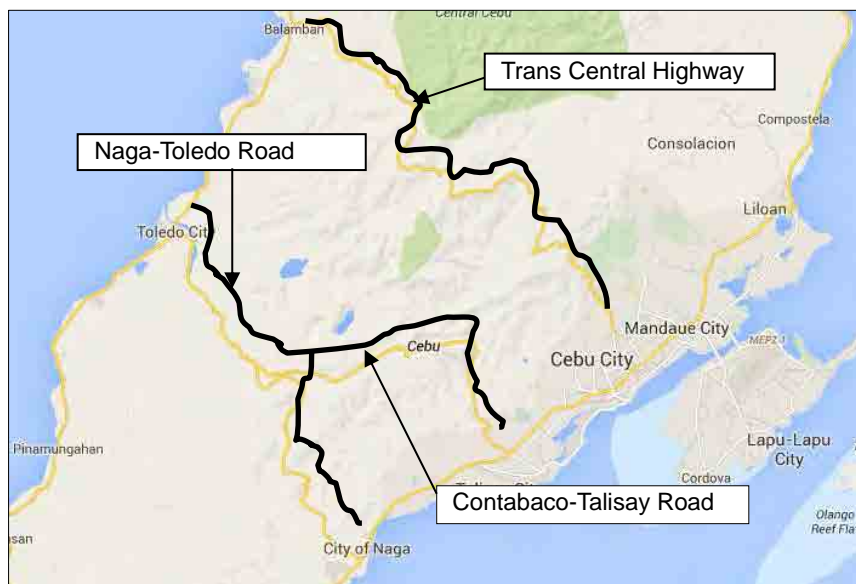 Central Cebu
Balamban
Trans Central Highway
Compostela
Consolacion
Naga-Toledo Road
Liloan
Toledo City
Mandaue City
MEPZ-1
Cebu
Cebu City
Lapu-Lapu
City
Pinamungahan
Cordova
Contabaco-Talisay Road
Olango
Reef Fla
City of Naga
san